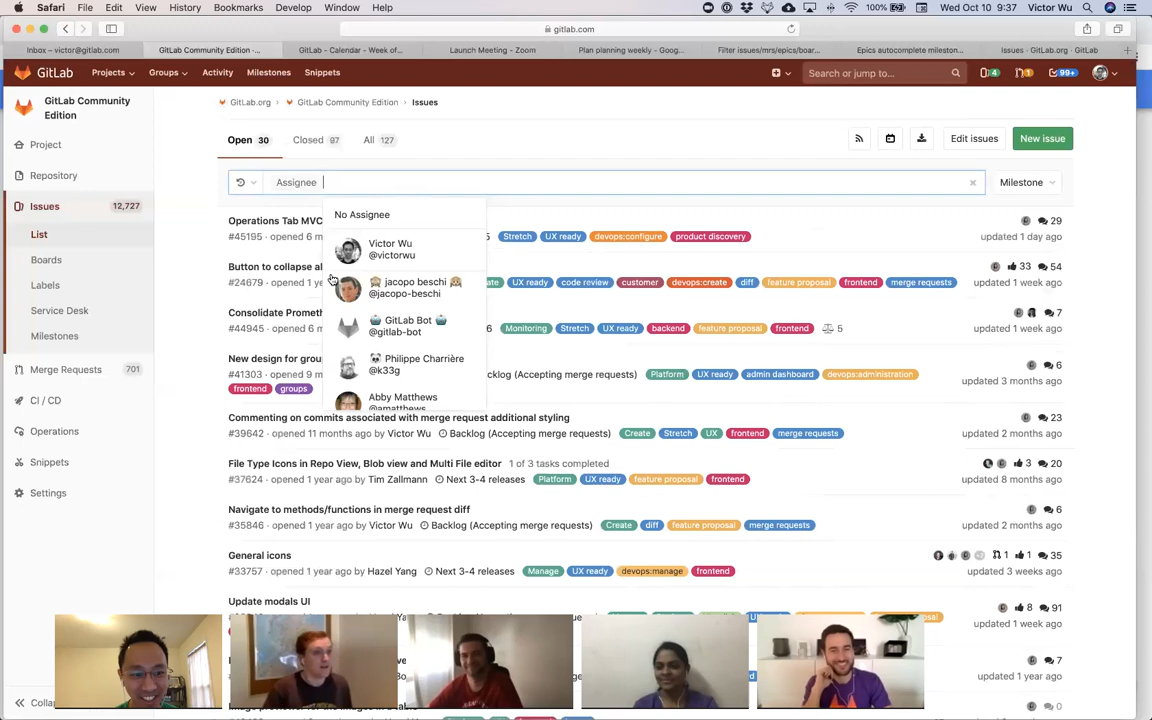 Safari File Edit View History Bookmarks Develop Window Help 100% Wed Oct 10 9:37 Victor Wu
gitlab.com
Inbox – victor@gitlab.com GitLab Community Edition -... GitLab - Calendar - Week of... Launch Meeting - Zoom Plan planning weekly - Goog... Filter issues/mrs/epics/boar... Epics autocomplete mileston... Issues · GitLab.org · GitLab
GitLab Projects Groups Activity Milestones Snippets Search or jump to... 4 1 99+
GitLab Community Edition
Project
Repository
Issues 12,727
List
Boards
Labels
Service Desk
Milestones
Merge Requests 701
CI / CD
Operations
Snippets
Settings
GitLab.org › GitLab Community Edition › Issues
Open 30 Closed 97 All 127 Edit issues New issue
Assignee Milestone
No Assignee
Victor Wu
@victorwu
jacopo beschi
@jacopo-beschi
GitLab Bot
@gitlab-bot
Philippe Charrière
@k33g
Abby Matthews
@amatthews
Operations Tab MVC 29
#45195 · opened 6 m 5 Stretch UX ready devops:configure product discovery updated 1 day ago
Button to collapse al 33 54
#24679 · opened 1 ye ate UX ready code review customer devops:create diff feature proposal frontend merge requests updated 1 week ago
Consolidate Prometh 7
#44945 · opened 6 m 6 Monitoring Stretch UX ready backend feature proposal frontend 5 updated 1 week ago
New design for grou 6
#41303 · opened 9 m cklog (Accepting merge requests) Platform UX ready admin dashboard devops:administration updated 3 months ago
frontend groups
Commenting on commits associated with merge request additional styling 23
#39642 · opened 11 months ago by Victor Wu Backlog (Accepting merge requests) Create Stretch UX frontend merge requests updated 2 months ago
File Type Icons in Repo View, Blob view and Multi File editor 1 of 3 tasks completed 3 20
#37624 · opened 1 year ago by Tim Zallmann Next 3-4 releases Platform UX ready feature proposal frontend updated 8 months ago
Navigate to methods/functions in merge request diff 6
#35846 · opened 1 year ago by Victor Wu Backlog (Accepting merge requests) Create diff feature proposal merge requests updated 2 months ago
General icons 1 1 35
#33757 · opened 1 year ago by Hazel Yang Next 3-4 releases Manage UX ready devops:manage frontend updated 3 weeks ago
Update modals UI 8 91
updated 1 week ago
7
updated 1 year ago
0
Colla